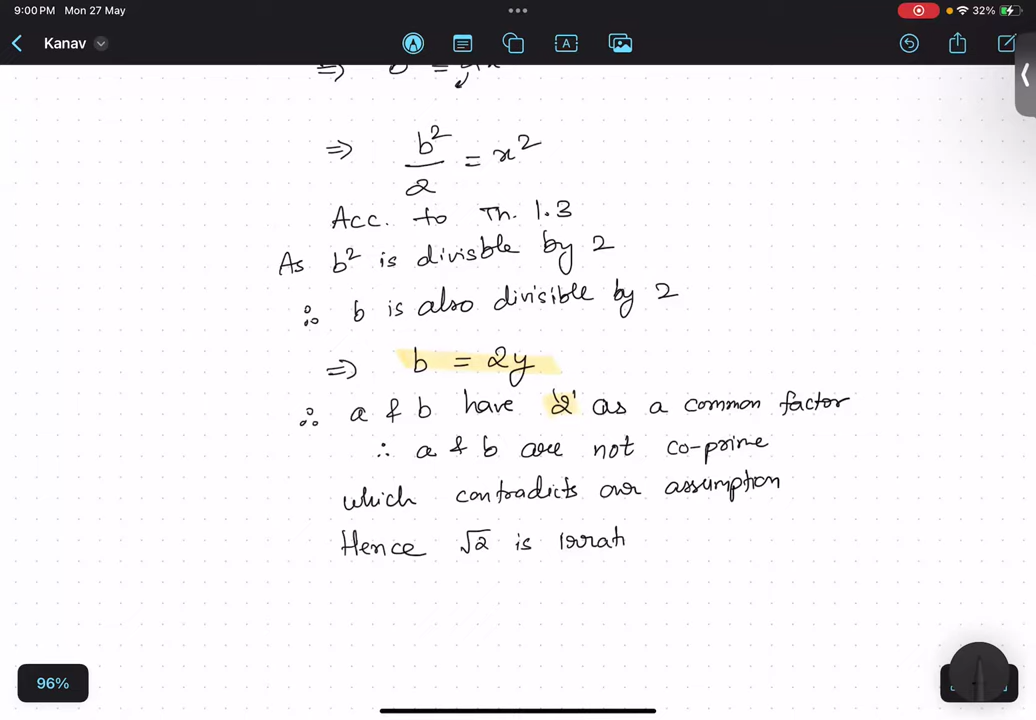 9:00 PM Mon 27 May
32%
Kanav
A
⇒ b² / 2 = x²
Acc. to Th. 1.3
As b² is divisble by 2
∴ b is also divisible by 2
⇒ b = 2y
∴ a & b have '2' as a common factor
∴ a & b are not co-prime
which contradicts our assumption
Hence √2 is Irrat
96%